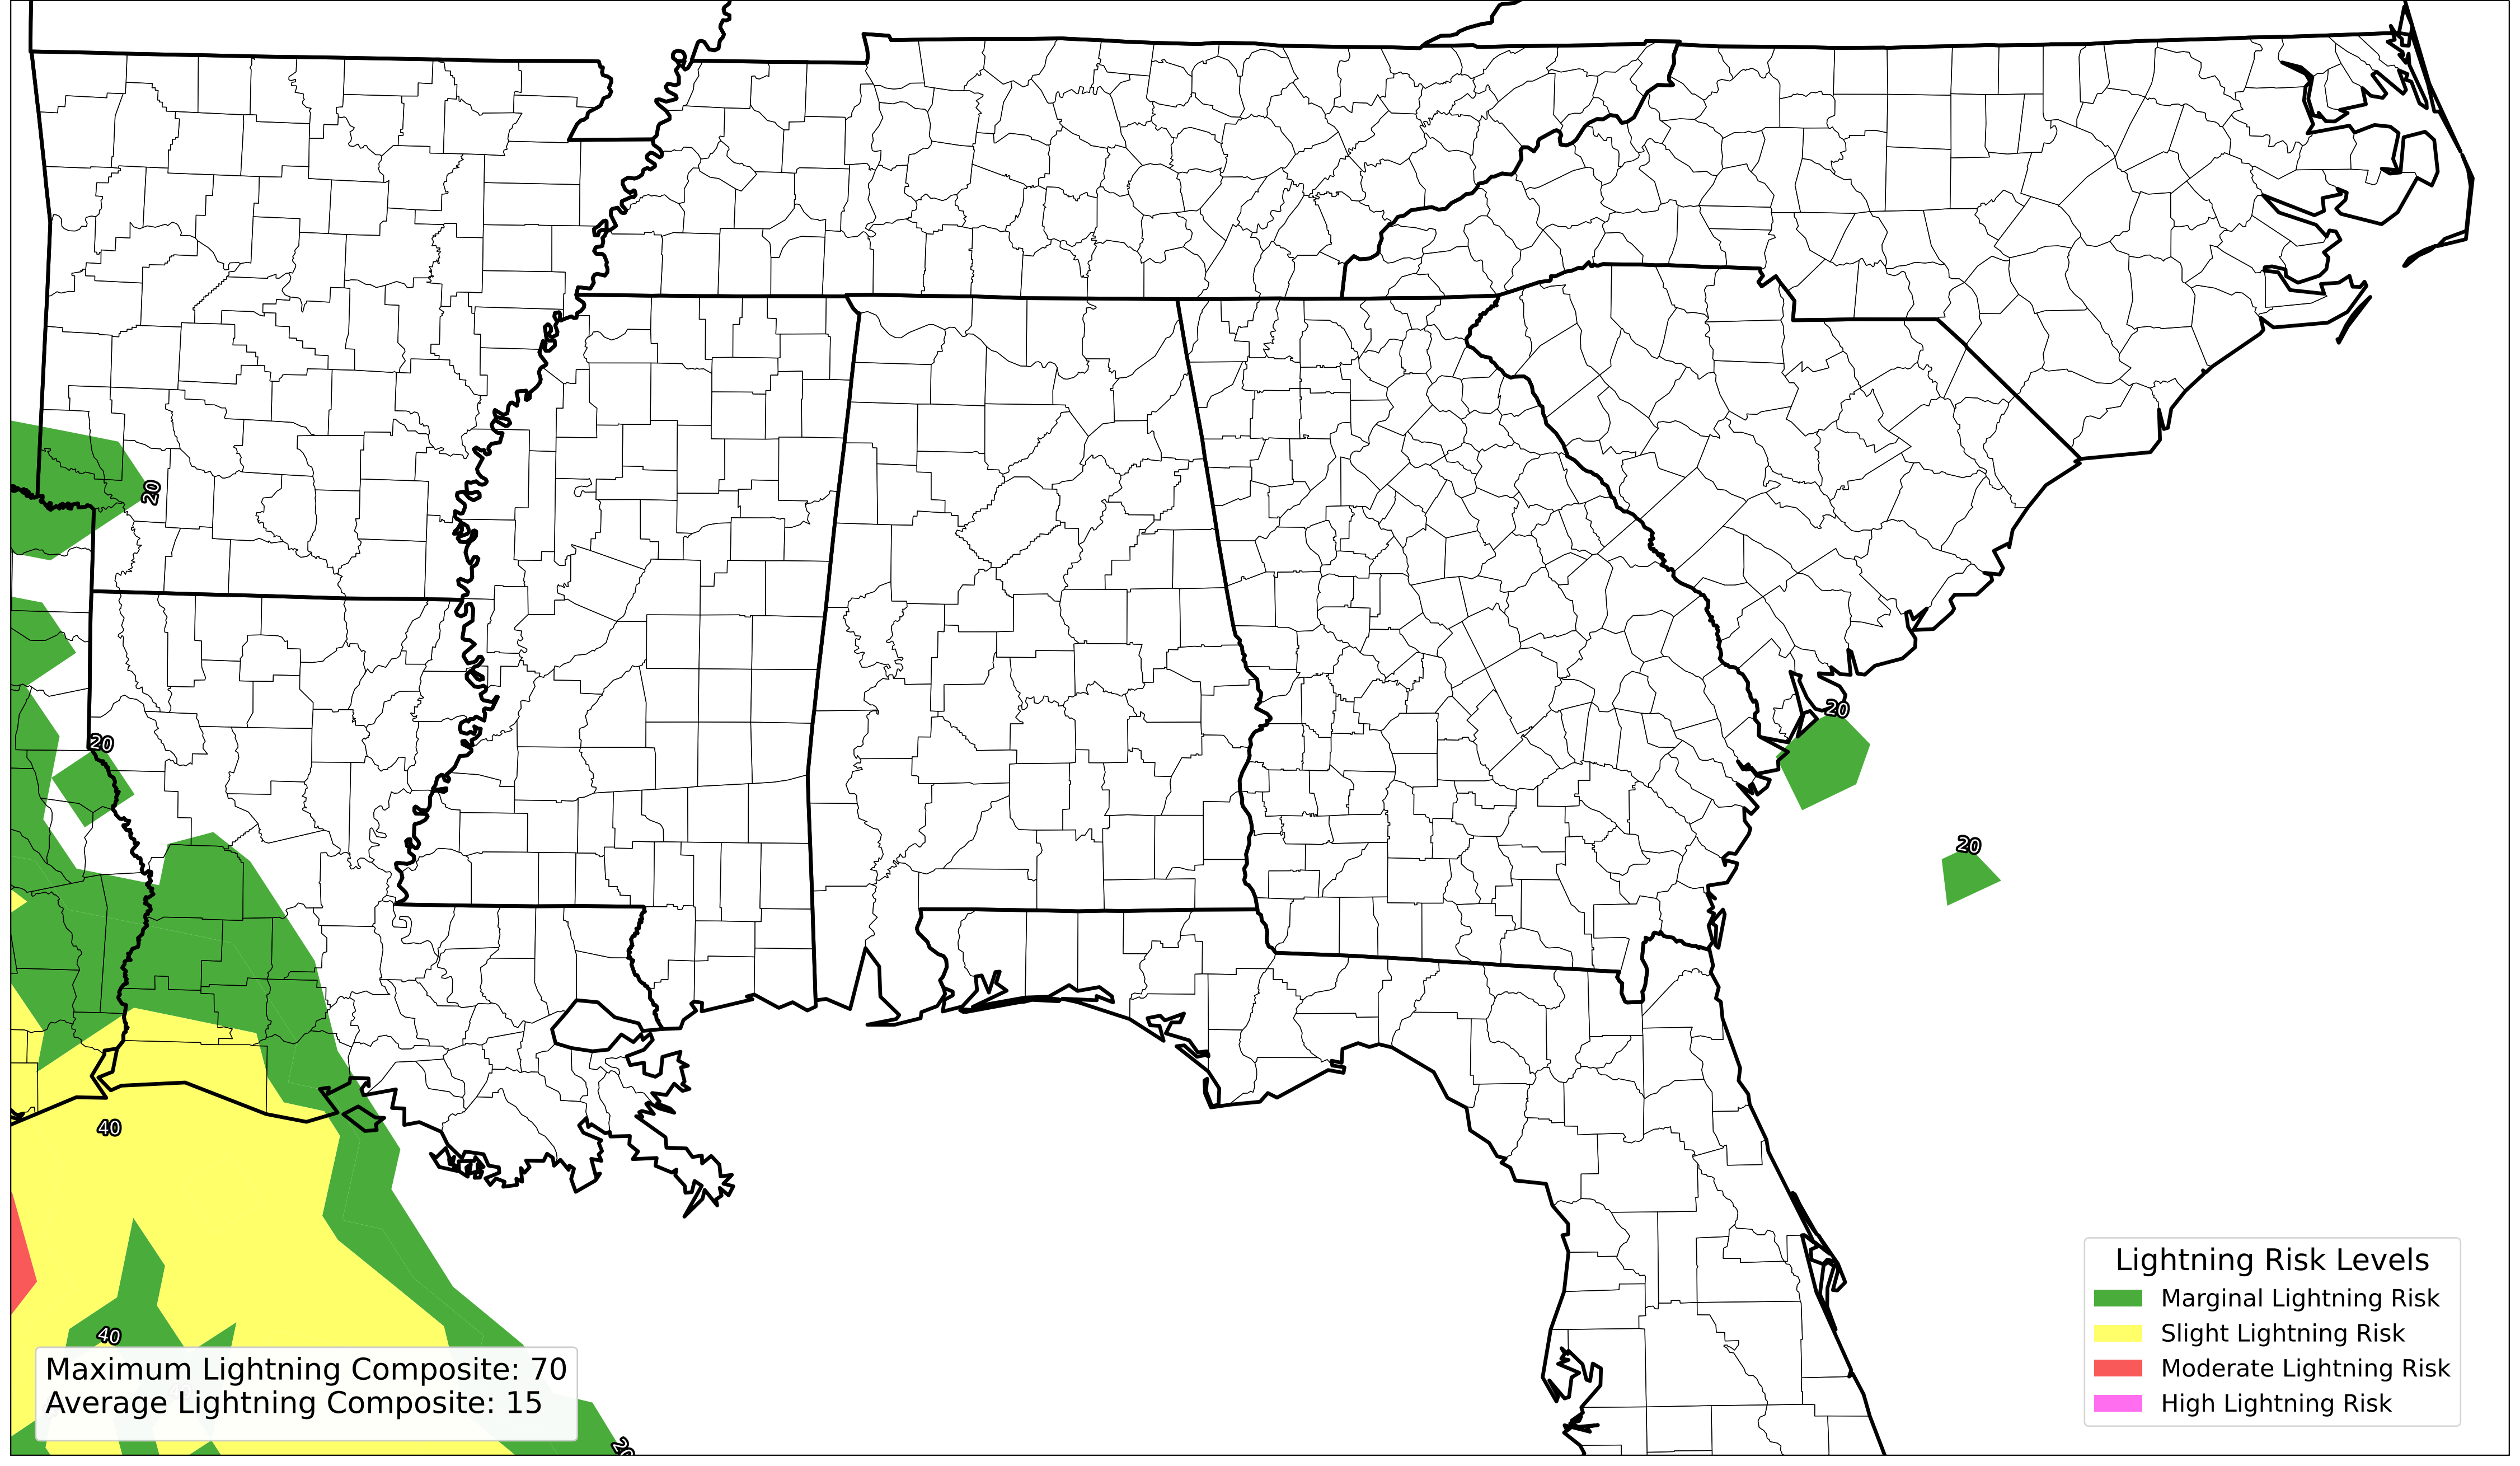 20
20
20
20
40
40
20
Maximum Lightning Composite: 70
Average Lightning Composite: 15
Lightning Risk Levels
Marginal Lightning Risk
Slight Lightning Risk
Moderate Lightning Risk
High Lightning Risk